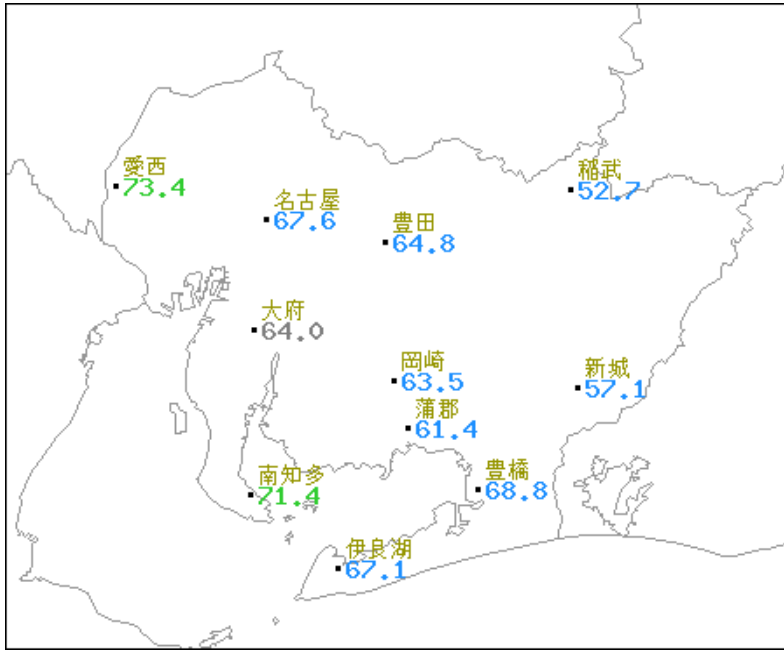 愛西
73.4
稲武
52.7
名古屋
67.6
豊田
64.8
大府
64.0
岡崎
63.5
新城
57.1
蒲郡
61.4
南知多
71.4
豊橋
68.8
伊良湖
67.1